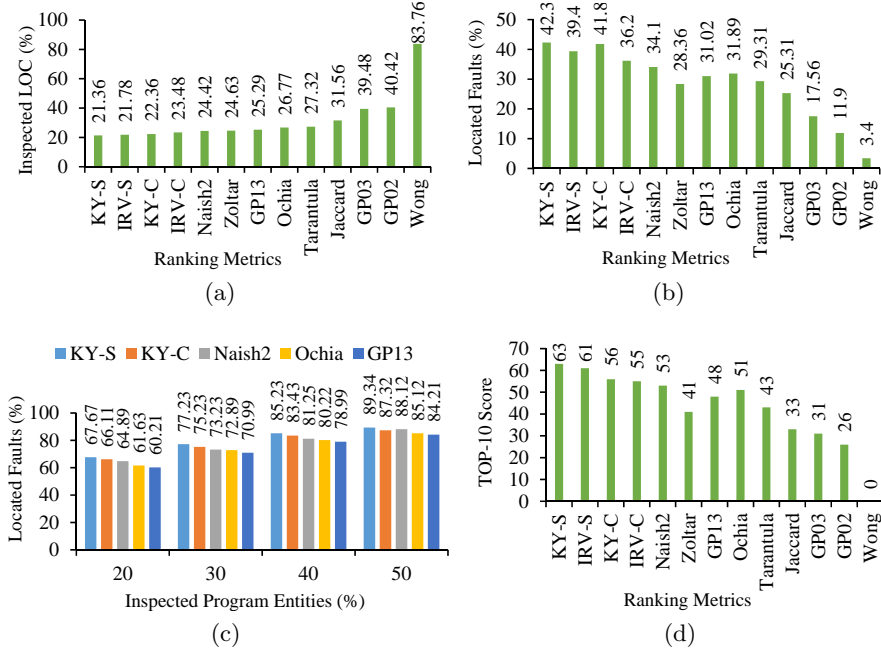 Inspected LOC (%)
100
80
60
40
20
0
21.36
21.78
22.36
23.48
24.42
24.63
25.29
26.77
27.32
31.56
39.48
40.42
83.76
KY-S
IRV-S
KY-C
IRV-C
Naish2
Zoltar
GP13
Ochia
Tarantula
Jaccard
GP03
GP02
Wong
Ranking Metrics
(a)
Located Faults (%)
50
40
30
20
10
0
42.3
39.4
41.8
36.2
34.1
28.36
31.02
31.89
29.31
25.31
17.56
11.9
3.4
KY-S
IRV-S
KY-C
IRV-C
Naish2
Zoltar
GP13
Ochia
Tarantula
Jaccard
GP03
GP02
Wong
Ranking Metrics
(b)
KY-S KY-C Naish2 Ochia GP13
Located Faults (%)
100
80
60
40
20
0
67.67
66.11
64.89
61.63
60.21
77.23
75.23
73.23
72.89
70.99
85.23
83.43
81.25
80.22
78.99
89.34
87.32
88.12
85.12
84.21
20 30 40 50
Inspected Program Entities (%)
(c)
TOP-10 Score
70
60
50
40
30
20
10
0
63
61
56
55
53
41
48
51
43
33
31
26
0
KY-S
IRV-S
KY-C
IRV-C
Naish2
Zoltar
GP13
Ochia
Tarantula
Jaccard
GP03
GP02
Wong
Ranking Metrics
(d)